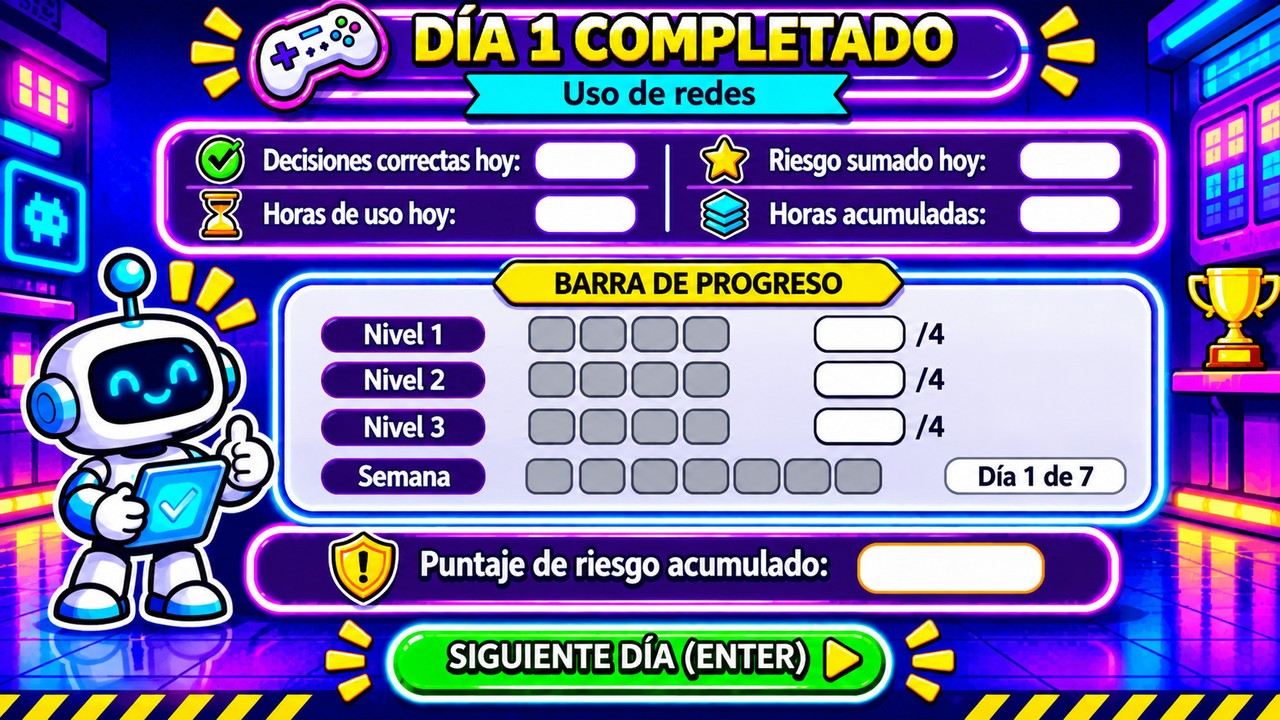 DÍA 1 COMPLETADO
Uso de redes
Decisiones correctas hoy:
Riesgo sumado hoy:
Horas de uso hoy:
Horas acumuladas:
BARRA DE PROGRESO
Nivel 1 /4
Nivel 2 /4
Nivel 3 /4
Semana Día 1 de 7
! Puntaje de riesgo acumulado:
SIGUIENTE DÍA (ENTER)